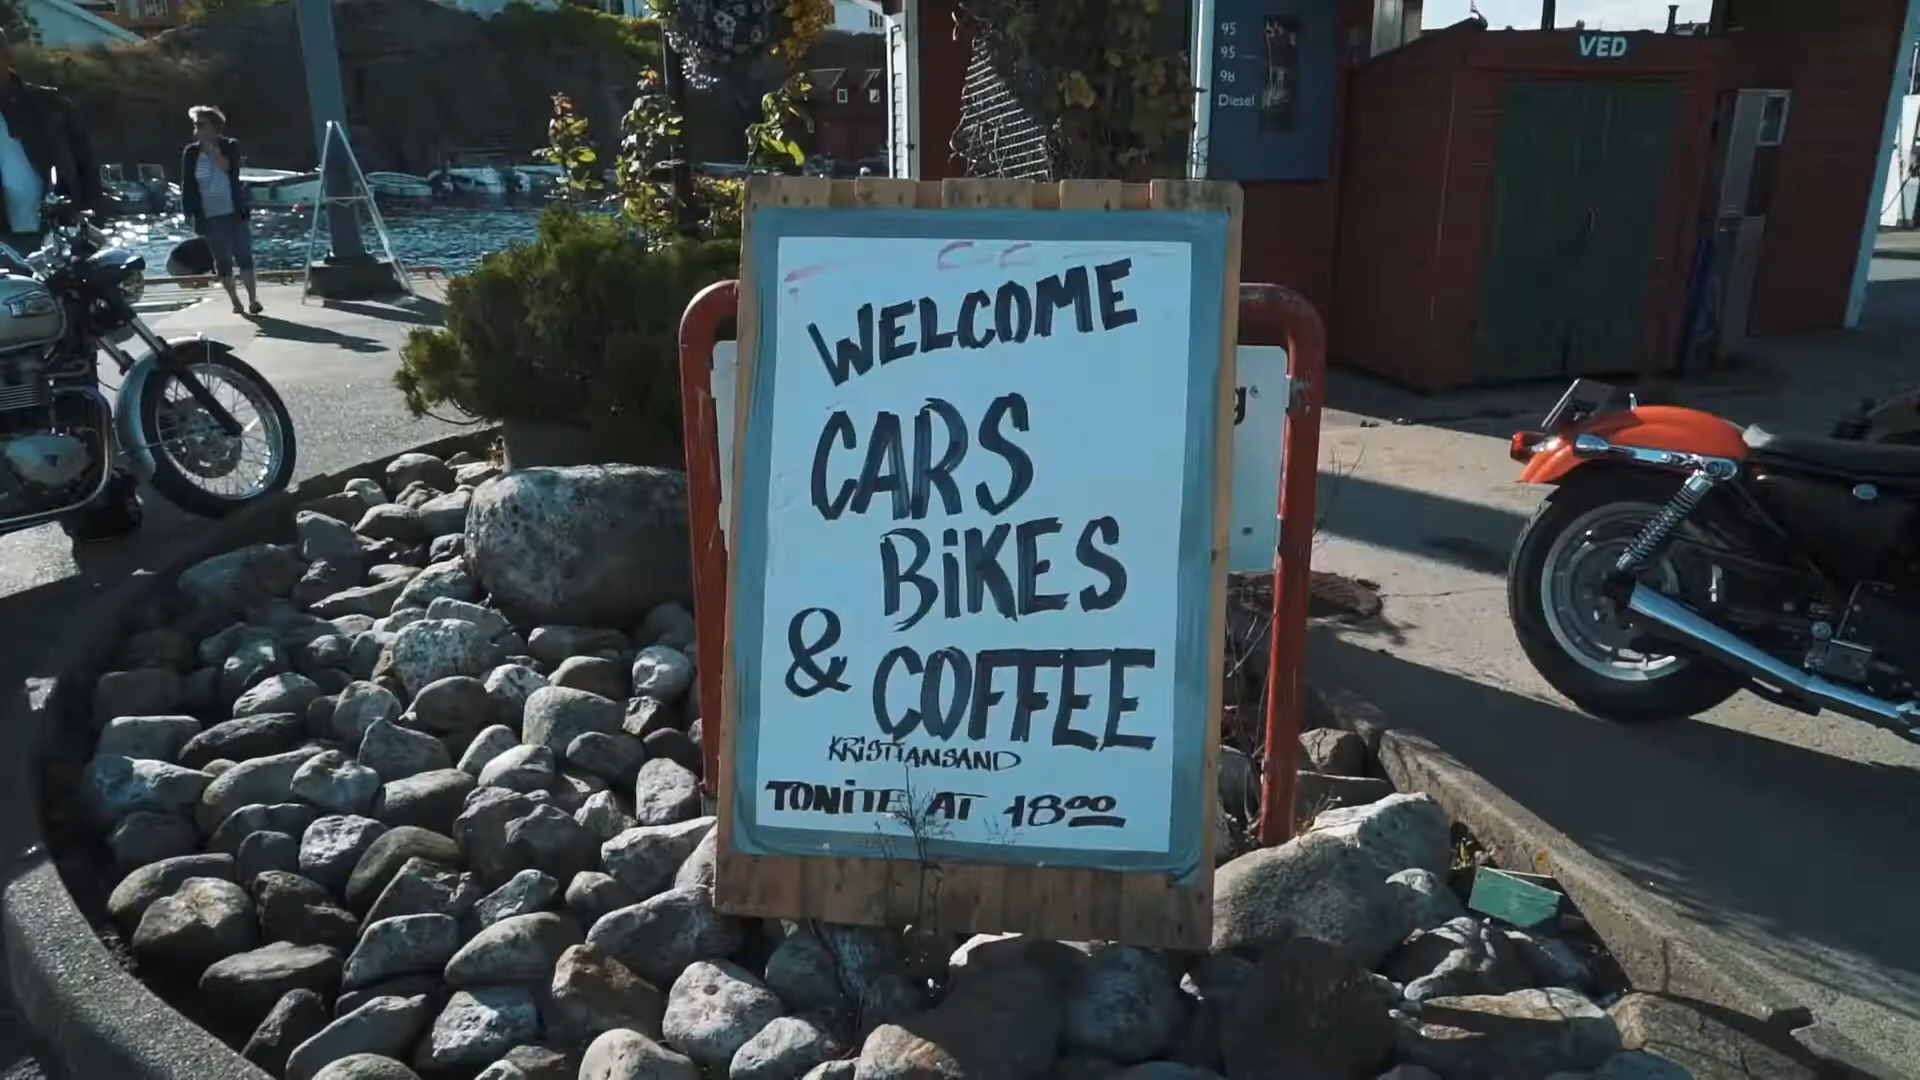 95
95
98
Diesel
VED
WELCOME
CARS
BiKES
& COFFEE
KRiSTIANSAND
TONiTE AT 1800